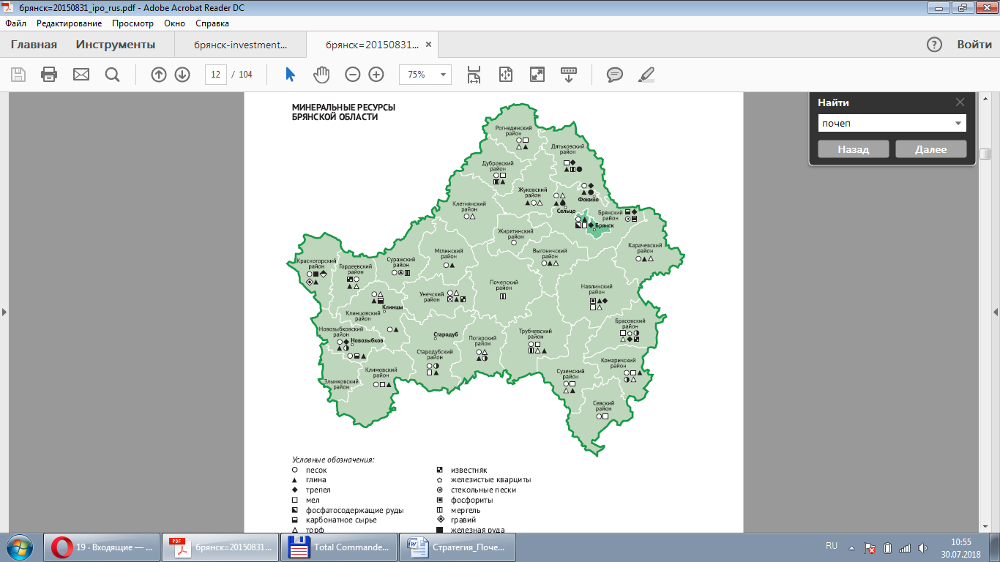 брянск=20150831_ipo_rus.pdf - Adobe Acrobat Reader DC
Файл Редактирование Просмотр Окно Справка
Главная Инструменты брянск-investment... брянск=20150831... × Войти
12 / 104 75%
Найти
почеп
Назад Далее
МИНЕРАЛЬНЫЕ РЕСУРСЫ
БРЯНСКОЙ ОБЛАСТИ
Рогнединский
район
Дятьковский
район
Дубровский
район
Жуковский
район
Фокино
Клетнянский
район
Сельцо
Брянский
район
Брянск
Жирятинский
район
Карачевский
район
Мглинский
район
Выгоничский
район
Суражский
район
Красногорский
район
Гордеевский
район
Почепский
район
Навлинский
район
Унечский
район
Клинцы
Клинцовский
район
Брасовский
район
Новозыбковский
район
Новозыбков
Стародуб
Погарский
район
Трубчевский
район
Стародубский
район
Комаричский
район
Климовский
район
Суземский
район
Злынковский
район
Севский
район
Условные обозначения:
песок
глина
трепел
мел
фосфатосодержащие руды
карбонатное сырье
торф
известняк
железистые кварциты
стекольные пески
фосфориты
мергель
гравий
железная руда
19 · Входящие — ... брянск=20150831... Total Commande... Стратегия_Поче... RU 10:55
30.07.2018